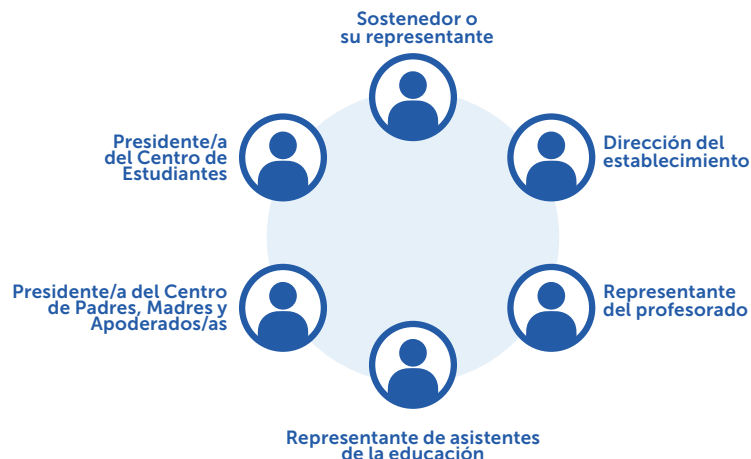 Sostenedor o
su representante
Presidente/a
del Centro de
Estudiantes
Dirección del
establecimiento
Presidente/a del Centro
de Padres, Madres y
Apoderados/as
Representante
del profesorado
Representante de asistentes
de la educación